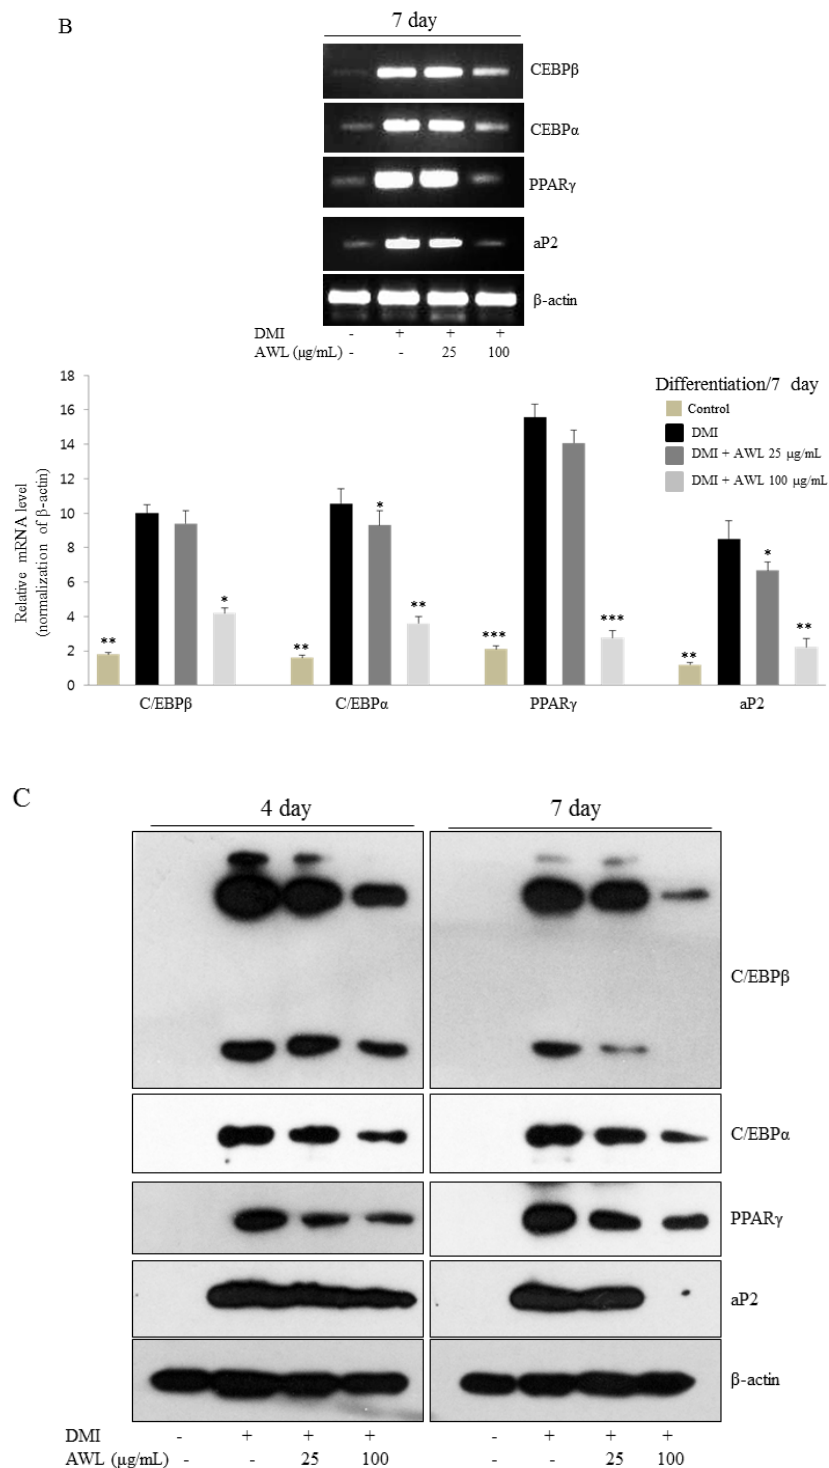 B
7 day
CEBPβ
CEBPα
PPARγ
aP2
β-actin
DMI - + + +
AWL (µg/mL) - - 25 100
18
16
14
12
10
8
6
4
2
0
Relative mRNA level
(normalization of β-actin)
Differentiation/7 day
Control
DMI
DMI + AWL 25 µg/mL
DMI + AWL 100 µg/mL
** *
** * **
*** ***
** * **
C/EBPβ C/EBPα PPARγ aP2
C
4 day 7 day
C/EBPβ
C/EBPα
PPARγ
aP2
β-actin
DMI - + + + - + + +
AWL (µg/mL) - - 25 100 - - 25 100